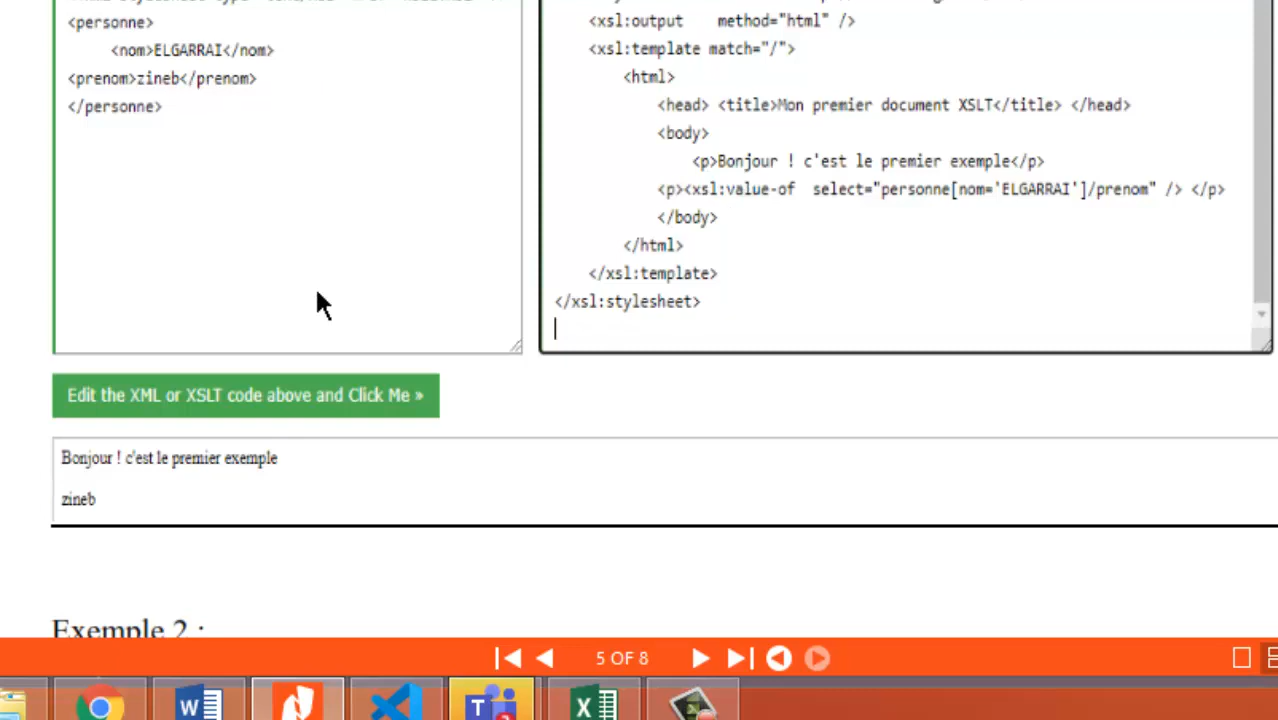 <personne>
<nom>ELGARRAI</nom>
<prenom>zineb</prenom>
</personne>
<xsl:output method="html" />
<xsl:template match="/">
<html>
<head> <title>Mon premier document XSLT</title> </head>
<body>
<p>Bonjour ! c'est le premier exemple</p>
<p><xsl:value-of select="personne[nom='ELGARRAI']/prenom" /> </p>
</body>
</html>
</xsl:template>
</xsl:stylesheet>
Edit the XML or XSLT code above and Click Me »
Bonjour ! c'est le premier exemple
zineb
Exemple 2 :
5 OF 8